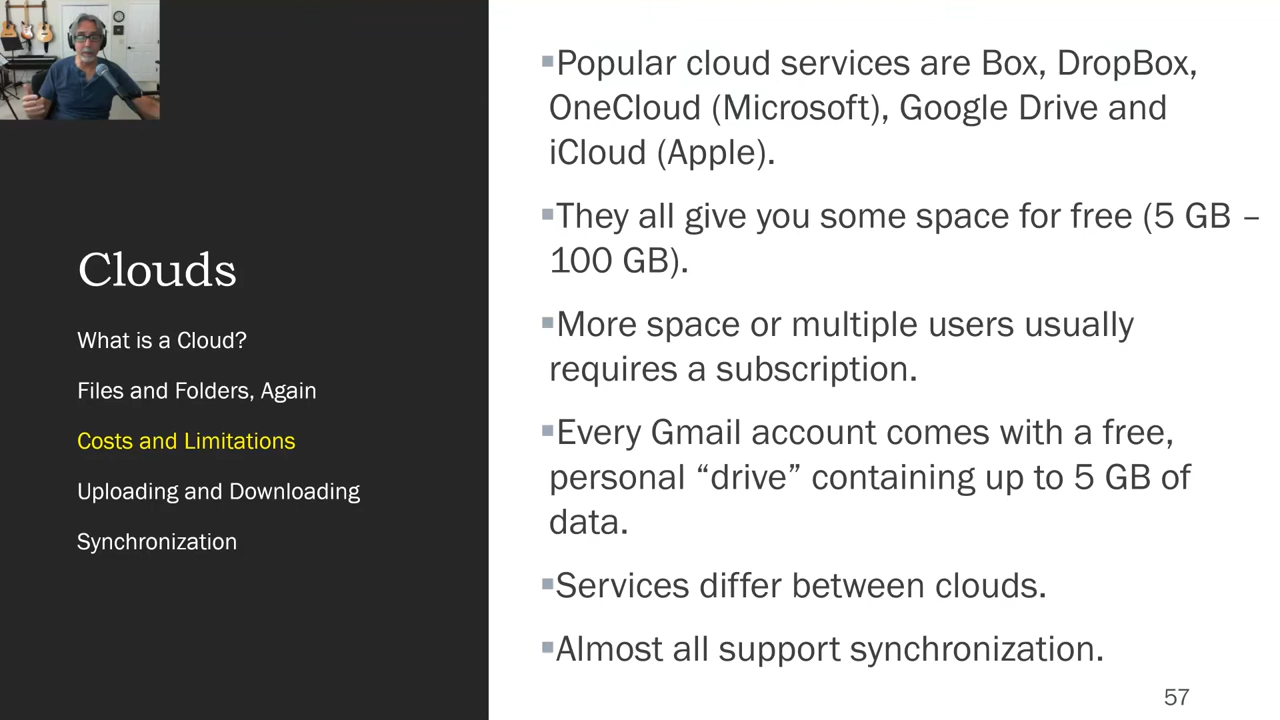 Clouds
What is a Cloud?
Files and Folders, Again
Costs and Limitations
Uploading and Downloading
Synchronization
▪Popular cloud services are Box, DropBox,
OneCloud (Microsoft), Google Drive and
iCloud (Apple).
▪They all give you some space for free (5 GB –
100 GB).
▪More space or multiple users usually
requires a subscription.
▪Every Gmail account comes with a free,
personal “drive” containing up to 5 GB of
data.
▪Services differ between clouds.
▪Almost all support synchronization.
57